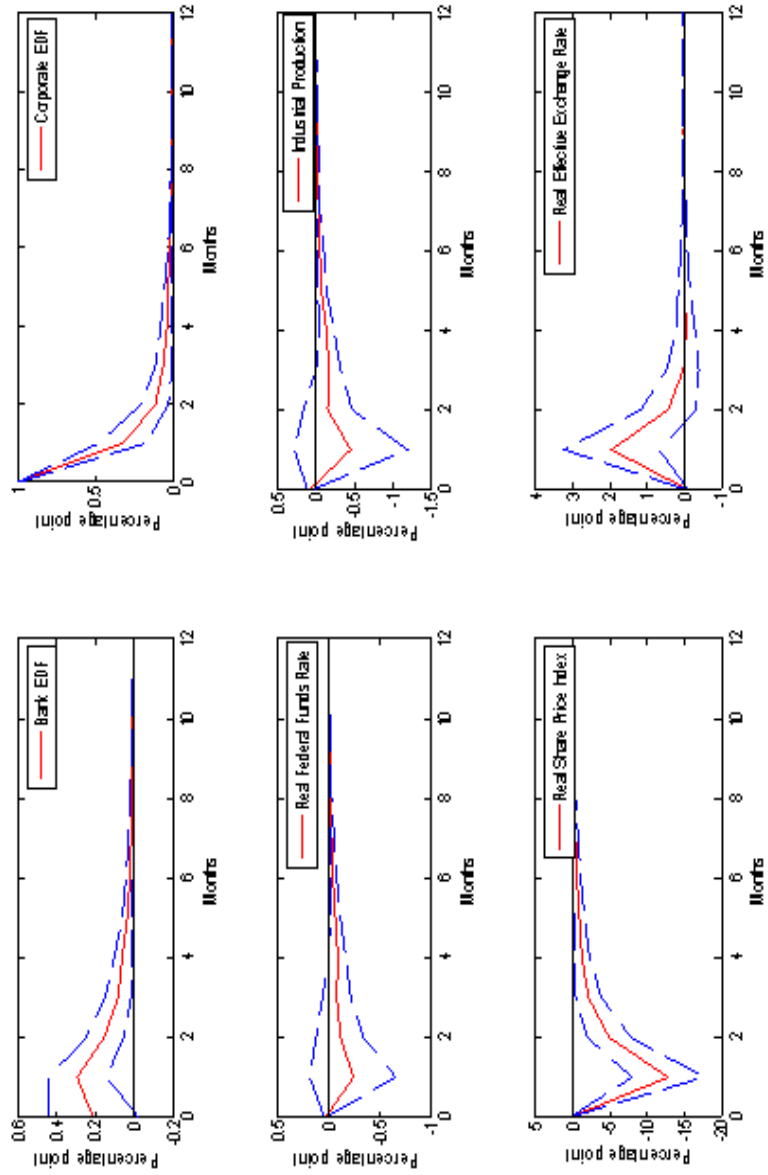 Bank EDF
Percentage point
0.6
0.4
0.2
0
-0.2
0 2 4 6 8 10 12
Months
Corporate EDF
Percentage point
1
0.5
0
0 2 4 6 8 10 12
Months
Real Federal Funds Rate
Percentage point
0.5
0
-0.5
-1
0 2 4 6 8 10 12
Months
Industrial Production
Percentage point
0.5
0
-0.5
-1
-1.5
0 2 4 6 8 10 12
Months
Real Share Price Index
Percentage point
5
0
-5
-10
-15
-20
0 2 4 6 8 10 12
Months
Real Effective Exchange Rate
Percentage point
4
3
2
1
0
-1
0 2 4 6 8 10 12
Months